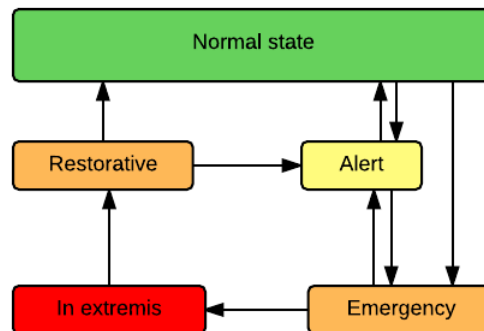 Normal state
Restorative
Alert
In extremis
Emergency